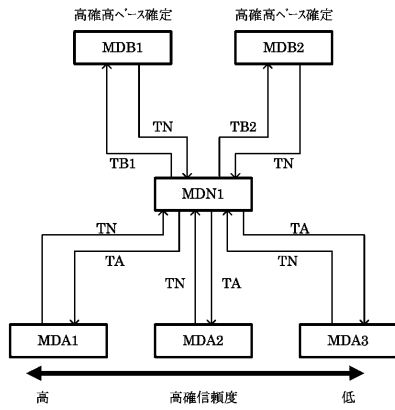 高確高ベース確定 高確高ベース確定
MDB1 MDB2
TN TB2
TB1 TN
MDN1
TN TA
TA TN
TN TA
MDA1 MDA2 MDA3
高 高確信頼度 低